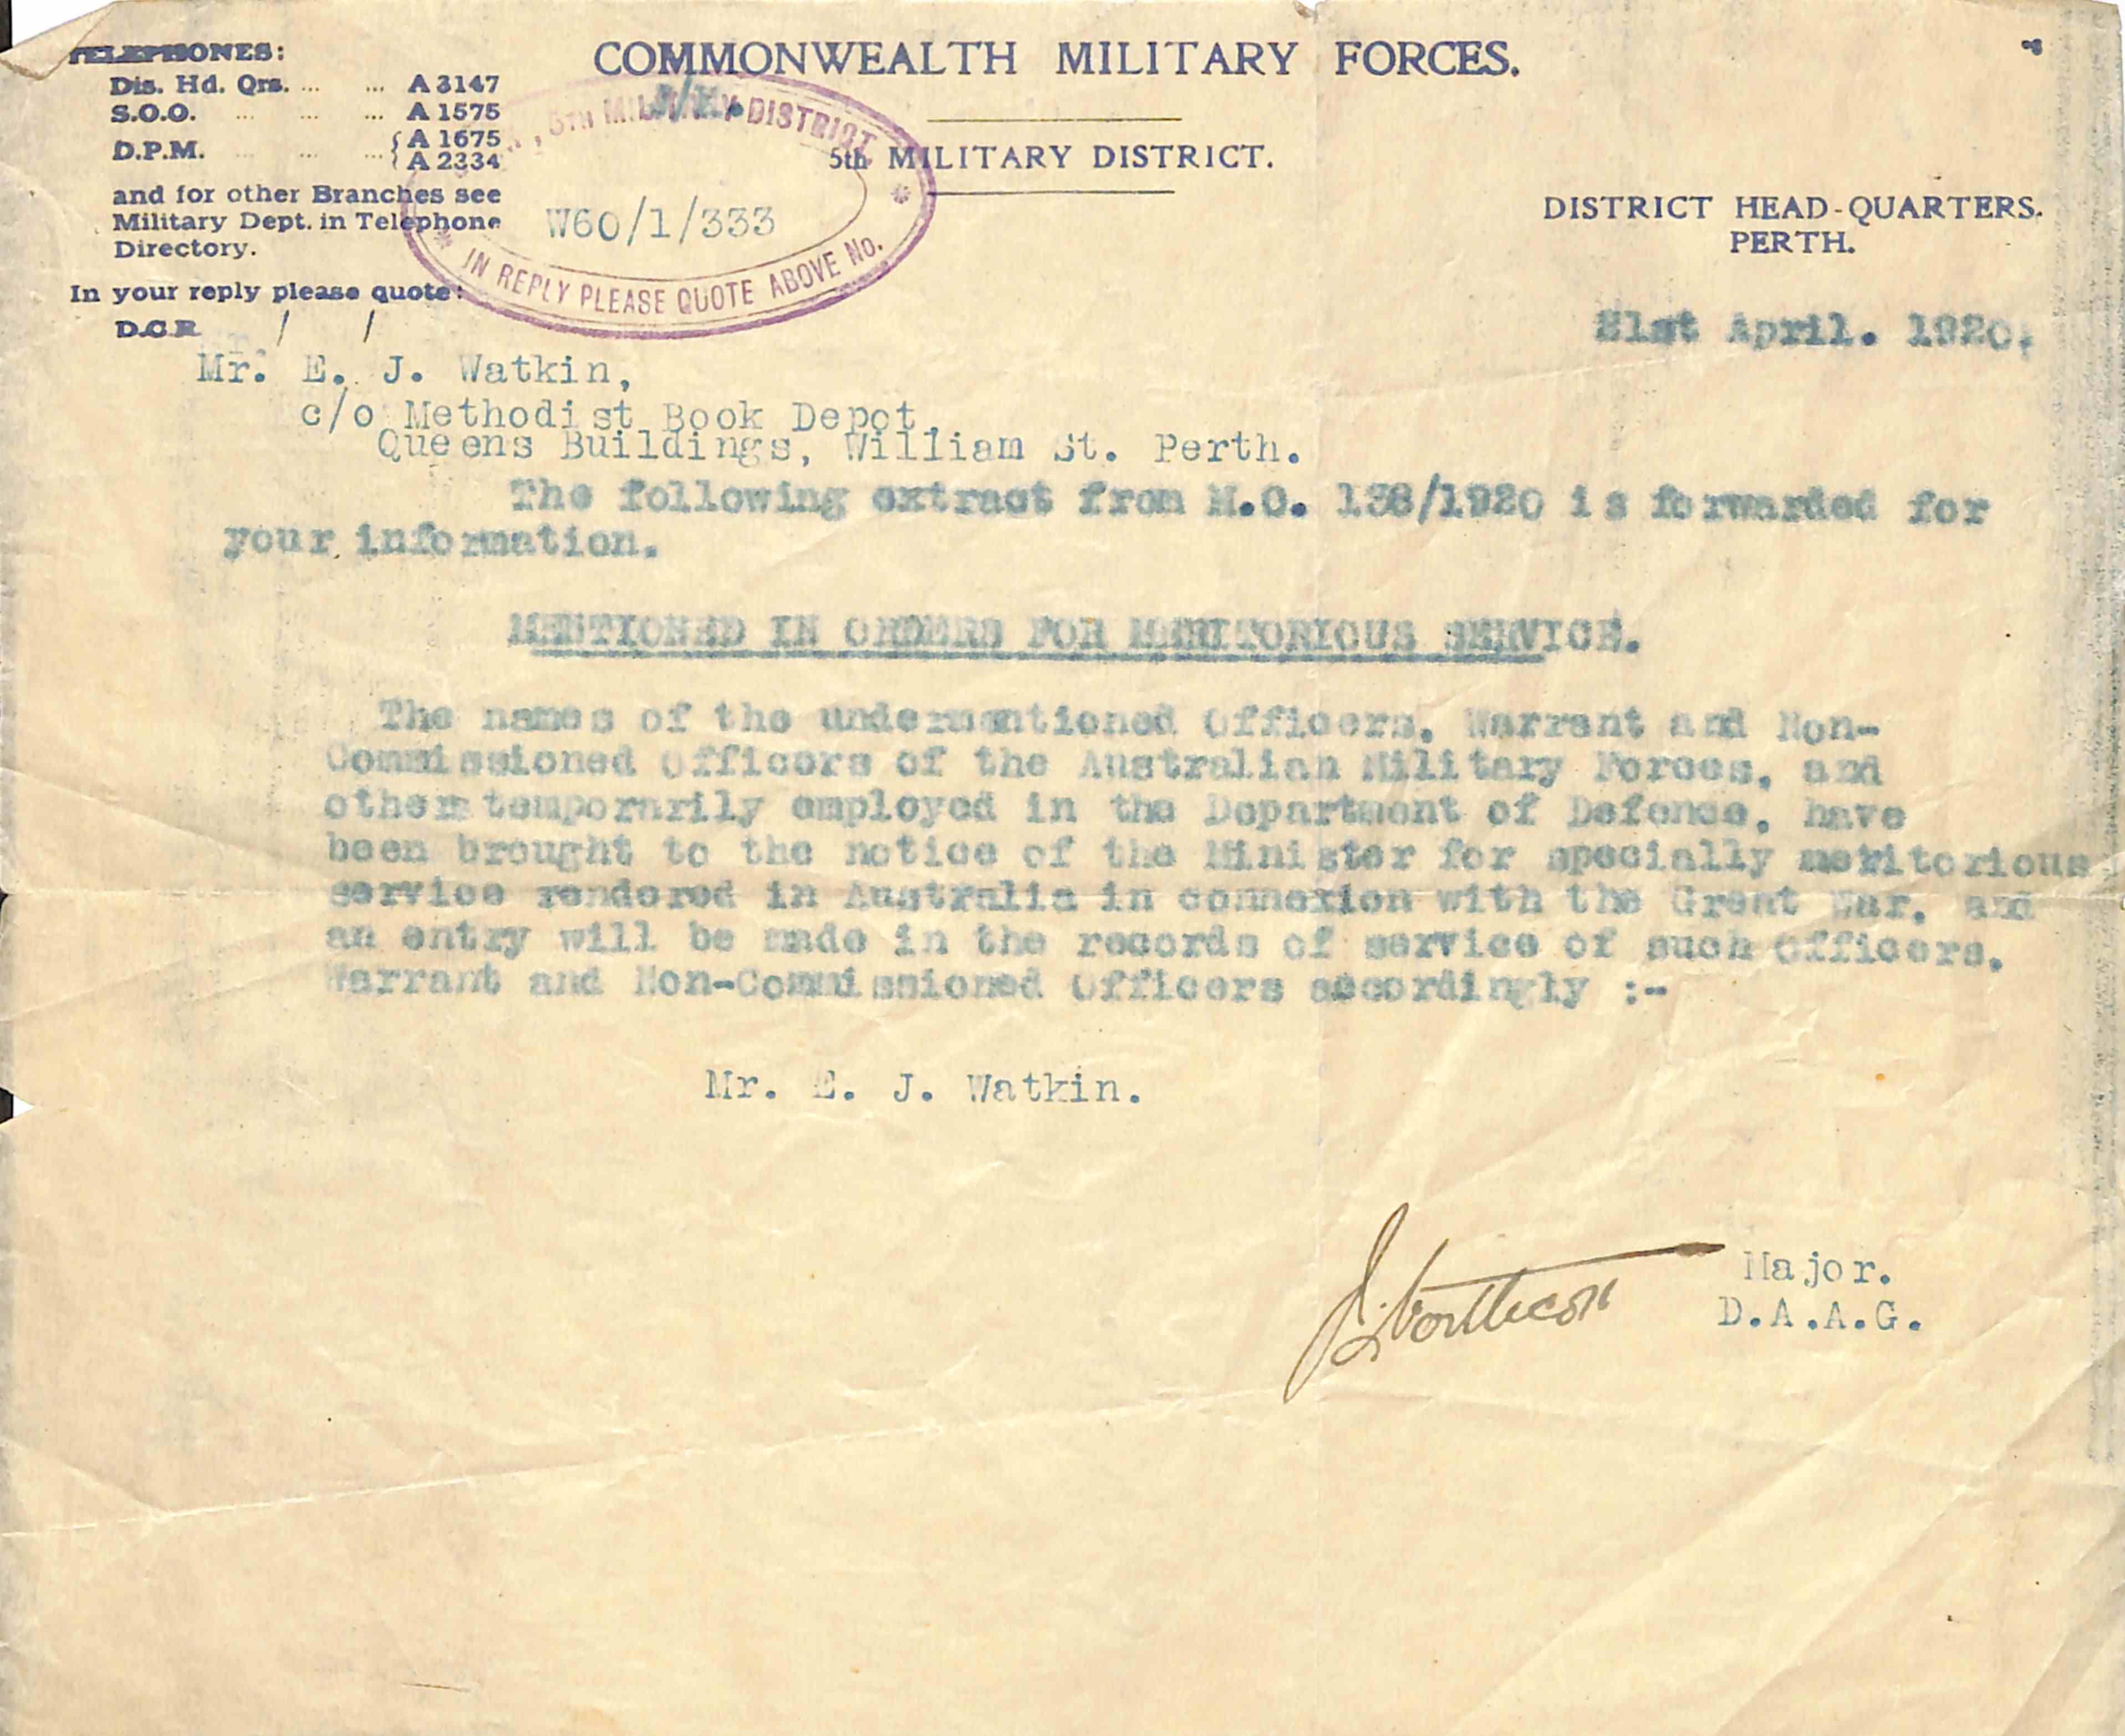 TELEPHONES:
Dis. Hd. Qrs. ... ... A 3147
S.O.O. ... ... ... A 1575
D.P.M. ... ... ... { A 1675
{ A 2334
and for other Branches see
Military Dept. in Telephone
Directory.
In your reply please quote:
D.C.R / /
COMMONWEALTH MILITARY FORCES.
5th MILITARY DISTRICT.
DISTRICT HEAD-QUARTERS.
PERTH.
5TH MILITARY DISTRICT
W60/1/333
IN REPLY PLEASE QUOTE ABOVE No.
21st April. 1920.
Mr. E. J. Watkin,
c/o Methodist Book Depot,
Queens Buildings, William St. Perth.
The following extract from M.O. 138/1920 is forwarded for
your information.
MENTIONED IN ORDERS FOR MERITORIOUS SERVICE.
The names of the undermentioned Officers, Warrant and Non-
Commissioned Officers of the Australian Military Forces, and
others temporarily employed in the Department of Defence, have
been brought to the notice of the Minister for specially meritorious
service rendered in Australia in connexion with the Great War, and
an entry will be made in the records of service of such Officers,
Warrant and Non-Commissioned Officers accordingly :-
Mr. E. J. Watkin.
Major.
D.A.A.G.